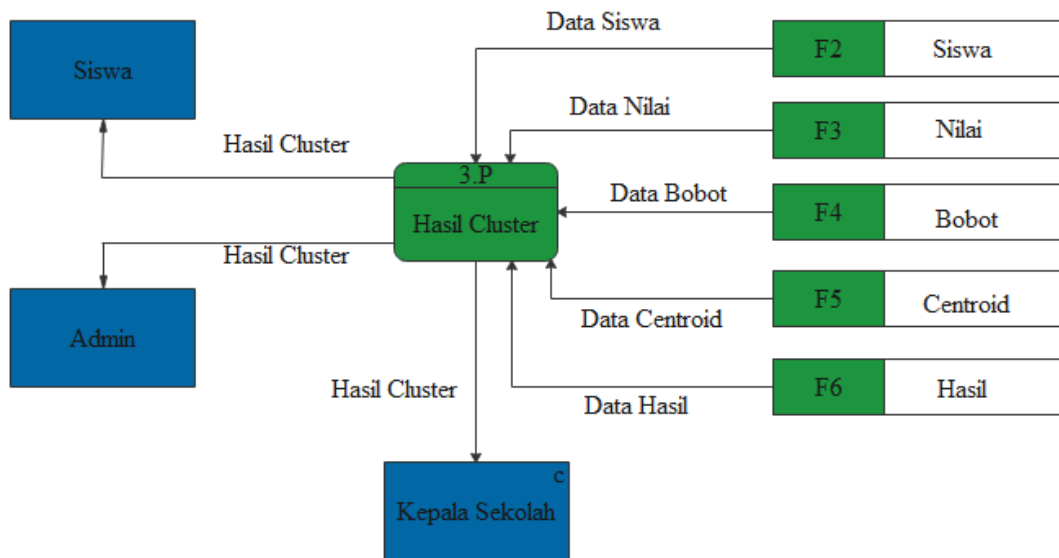 Data Siswa
F2
Siswa
Siswa
Data Nilai
F3
Nilai
Hasil Cluster
3.P
Data Bobot
F4
Bobot
Hasil Cluster
Hasil Cluster
F5
Centroid
Data Centroid
Admin
Hasil Cluster
F6
Hasil
Data Hasil
c
Kepala Sekolah